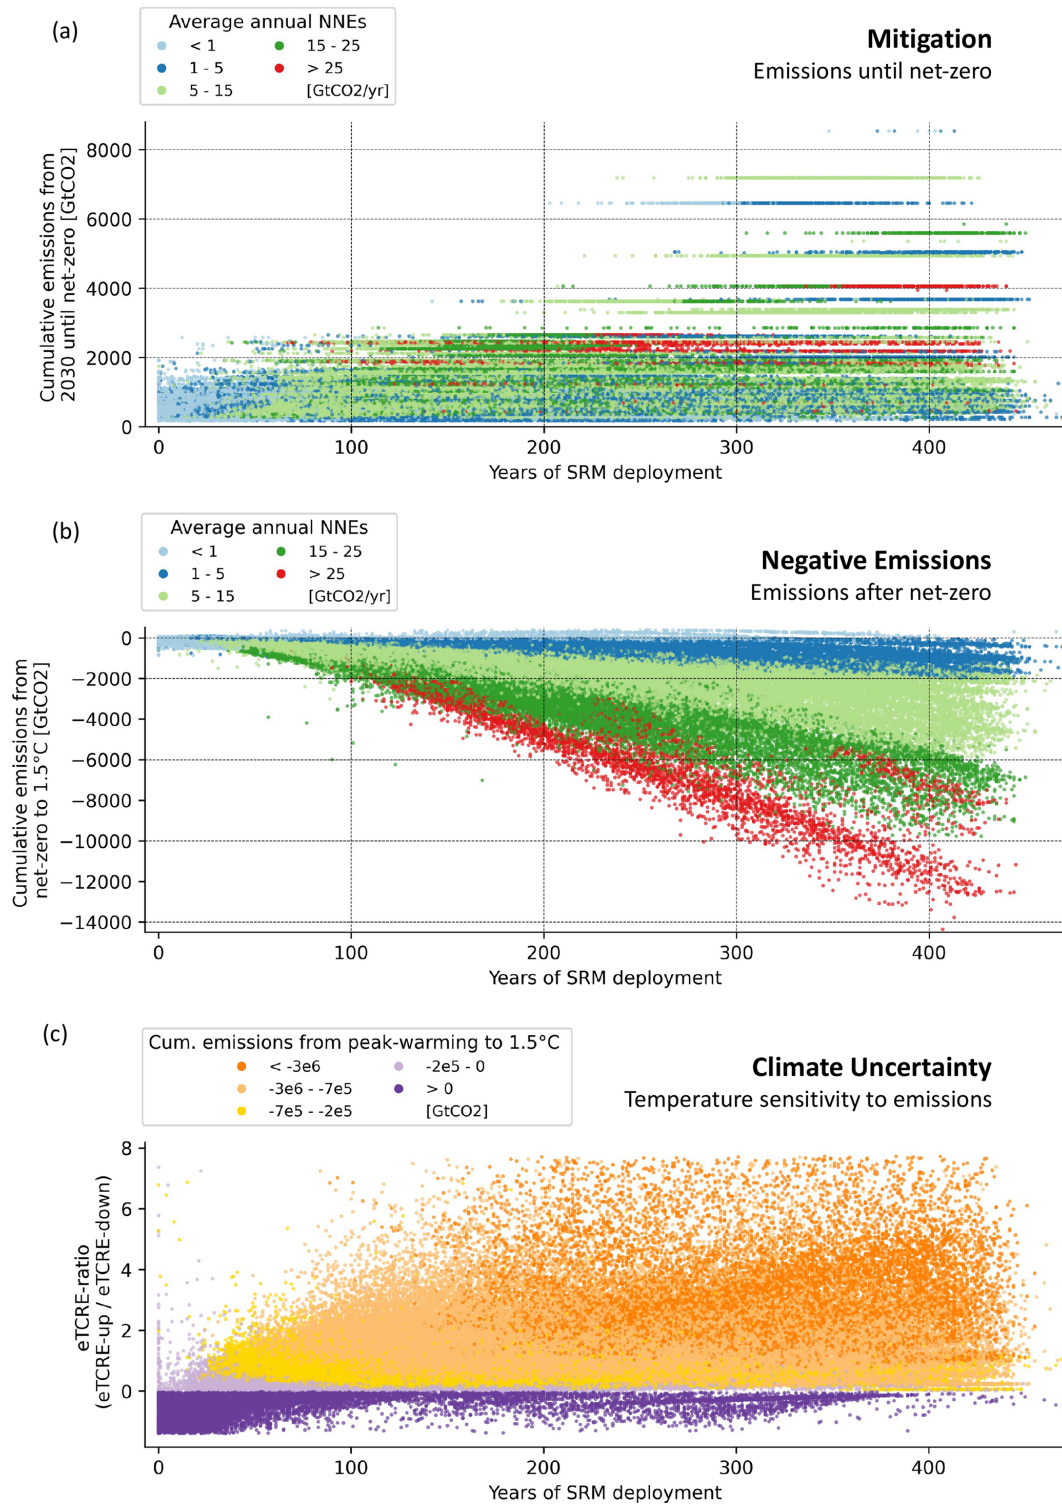 (a)
Average annual NNEs
< 1
1 - 5
5 - 15
15 - 25
> 25
[GtCO2/yr]
Mitigation
Emissions until net-zero
Cumulative emissions from
2030 until net-zero [GtCO2]
8000
6000
4000
2000
0
0 100 200 300 400
Years of SRM deployment
(b)
Average annual NNEs
< 1
1 - 5
5 - 15
15 - 25
> 25
[GtCO2/yr]
Negative Emissions
Emissions after net-zero
Cumulative emissions from
net-zero to 1.5°C [GtCO2]
0
−2000
−4000
−6000
−8000
−10000
−12000
−14000
0 100 200 300 400
Years of SRM deployment
(c)
Cum. emissions from peak-warming to 1.5°C
< -3e6
-3e6 - -7e5
-7e5 - -2e5
-2e5 - 0
> 0
[GtCO2]
Climate Uncertainty
Temperature sensitivity to emissions
eTCRE-ratio
(eTCRE-up / eTCRE-down)
8
6
4
2
0
0 100 200 300 400
Years of SRM deployment